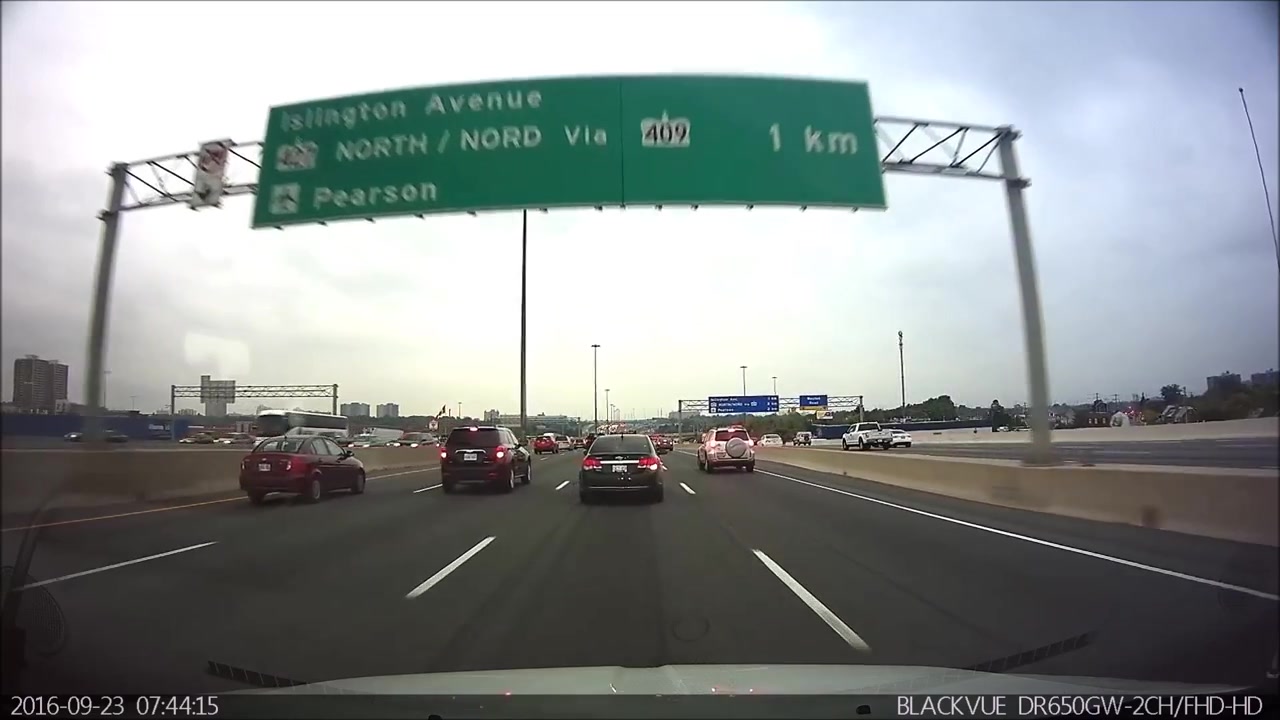 Islington Avenue
427 NORTH / NORD Via 409 1 km
Pearson
2016-09-23 07:44:15
BLACKVUE DR650GW-2CH/FHD-HD